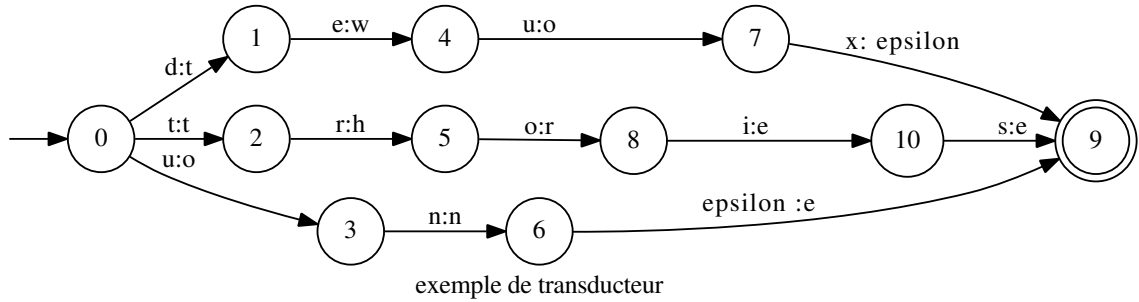 e:w
u:o
1
4
7
x: epsilon
d:t
t:t
r:h
o:r
i:e
s:e
0
2
5
8
10
9
u:o
n:n
epsilon :e
3
6
exemple de transducteur